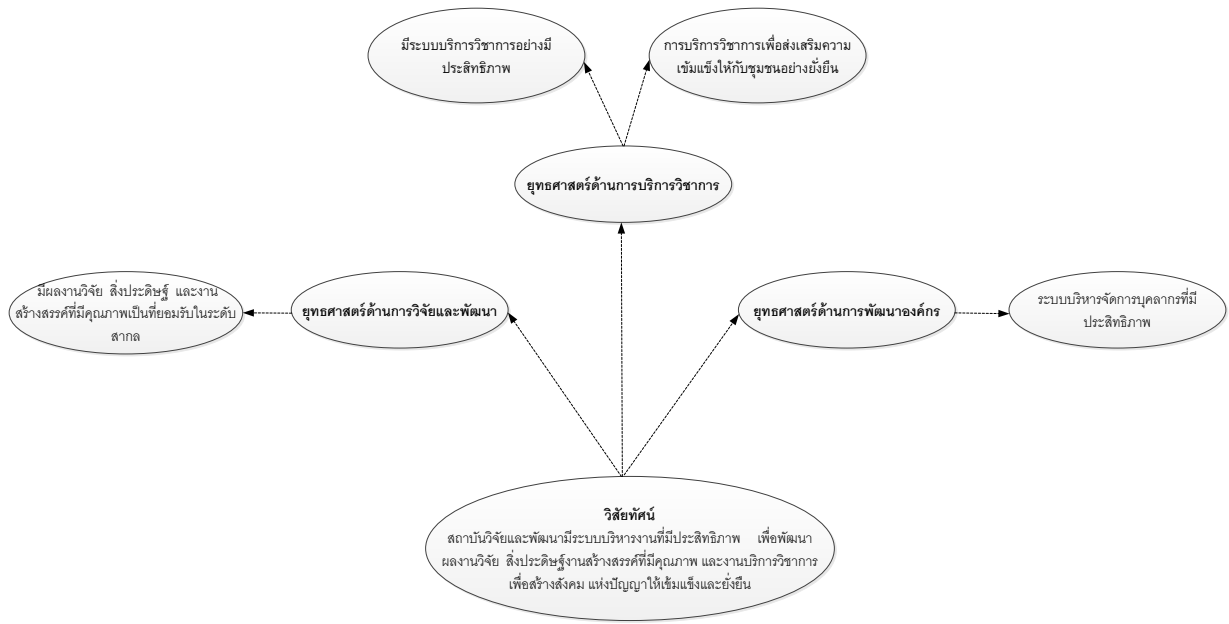 มีระบบบริการวิชาการอย่างมี
ประสิทธิภาพ
การบริการวิชาการเพื่อส่งเสริมความ
เข้มแข็งให้กับชุมชนอย่างยั่งยืน
ยุทธศาสตร์ด้านการบริการวิชาการ
มีผลงานวิจัย สิ่งประดิษฐ์ และงาน
สร้างสรรค์ที่มีคุณภาพเป็นที่ยอมรับในระดับ
สากล
ยุทธศาสตร์ด้านการวิจัยและพัฒนา
ยุทธศาสตร์ด้านการพัฒนาองค์กร
ระบบบริหารจัดการบุคลากรที่มี
ประสิทธิภาพ
วิสัยทัศน์
สถาบันวิจัยและพัฒนามีระบบบริหารงานที่มีประสิทธิภาพ เพื่อพัฒนา
ผลงานวิจัย สิ่งประดิษฐ์งานสร้างสรรค์ที่มีคุณภาพ และงานบริการวิชาการ
เพื่อสร้างสังคม แห่งปัญญาให้เข้มแข็งและยั่งยืน